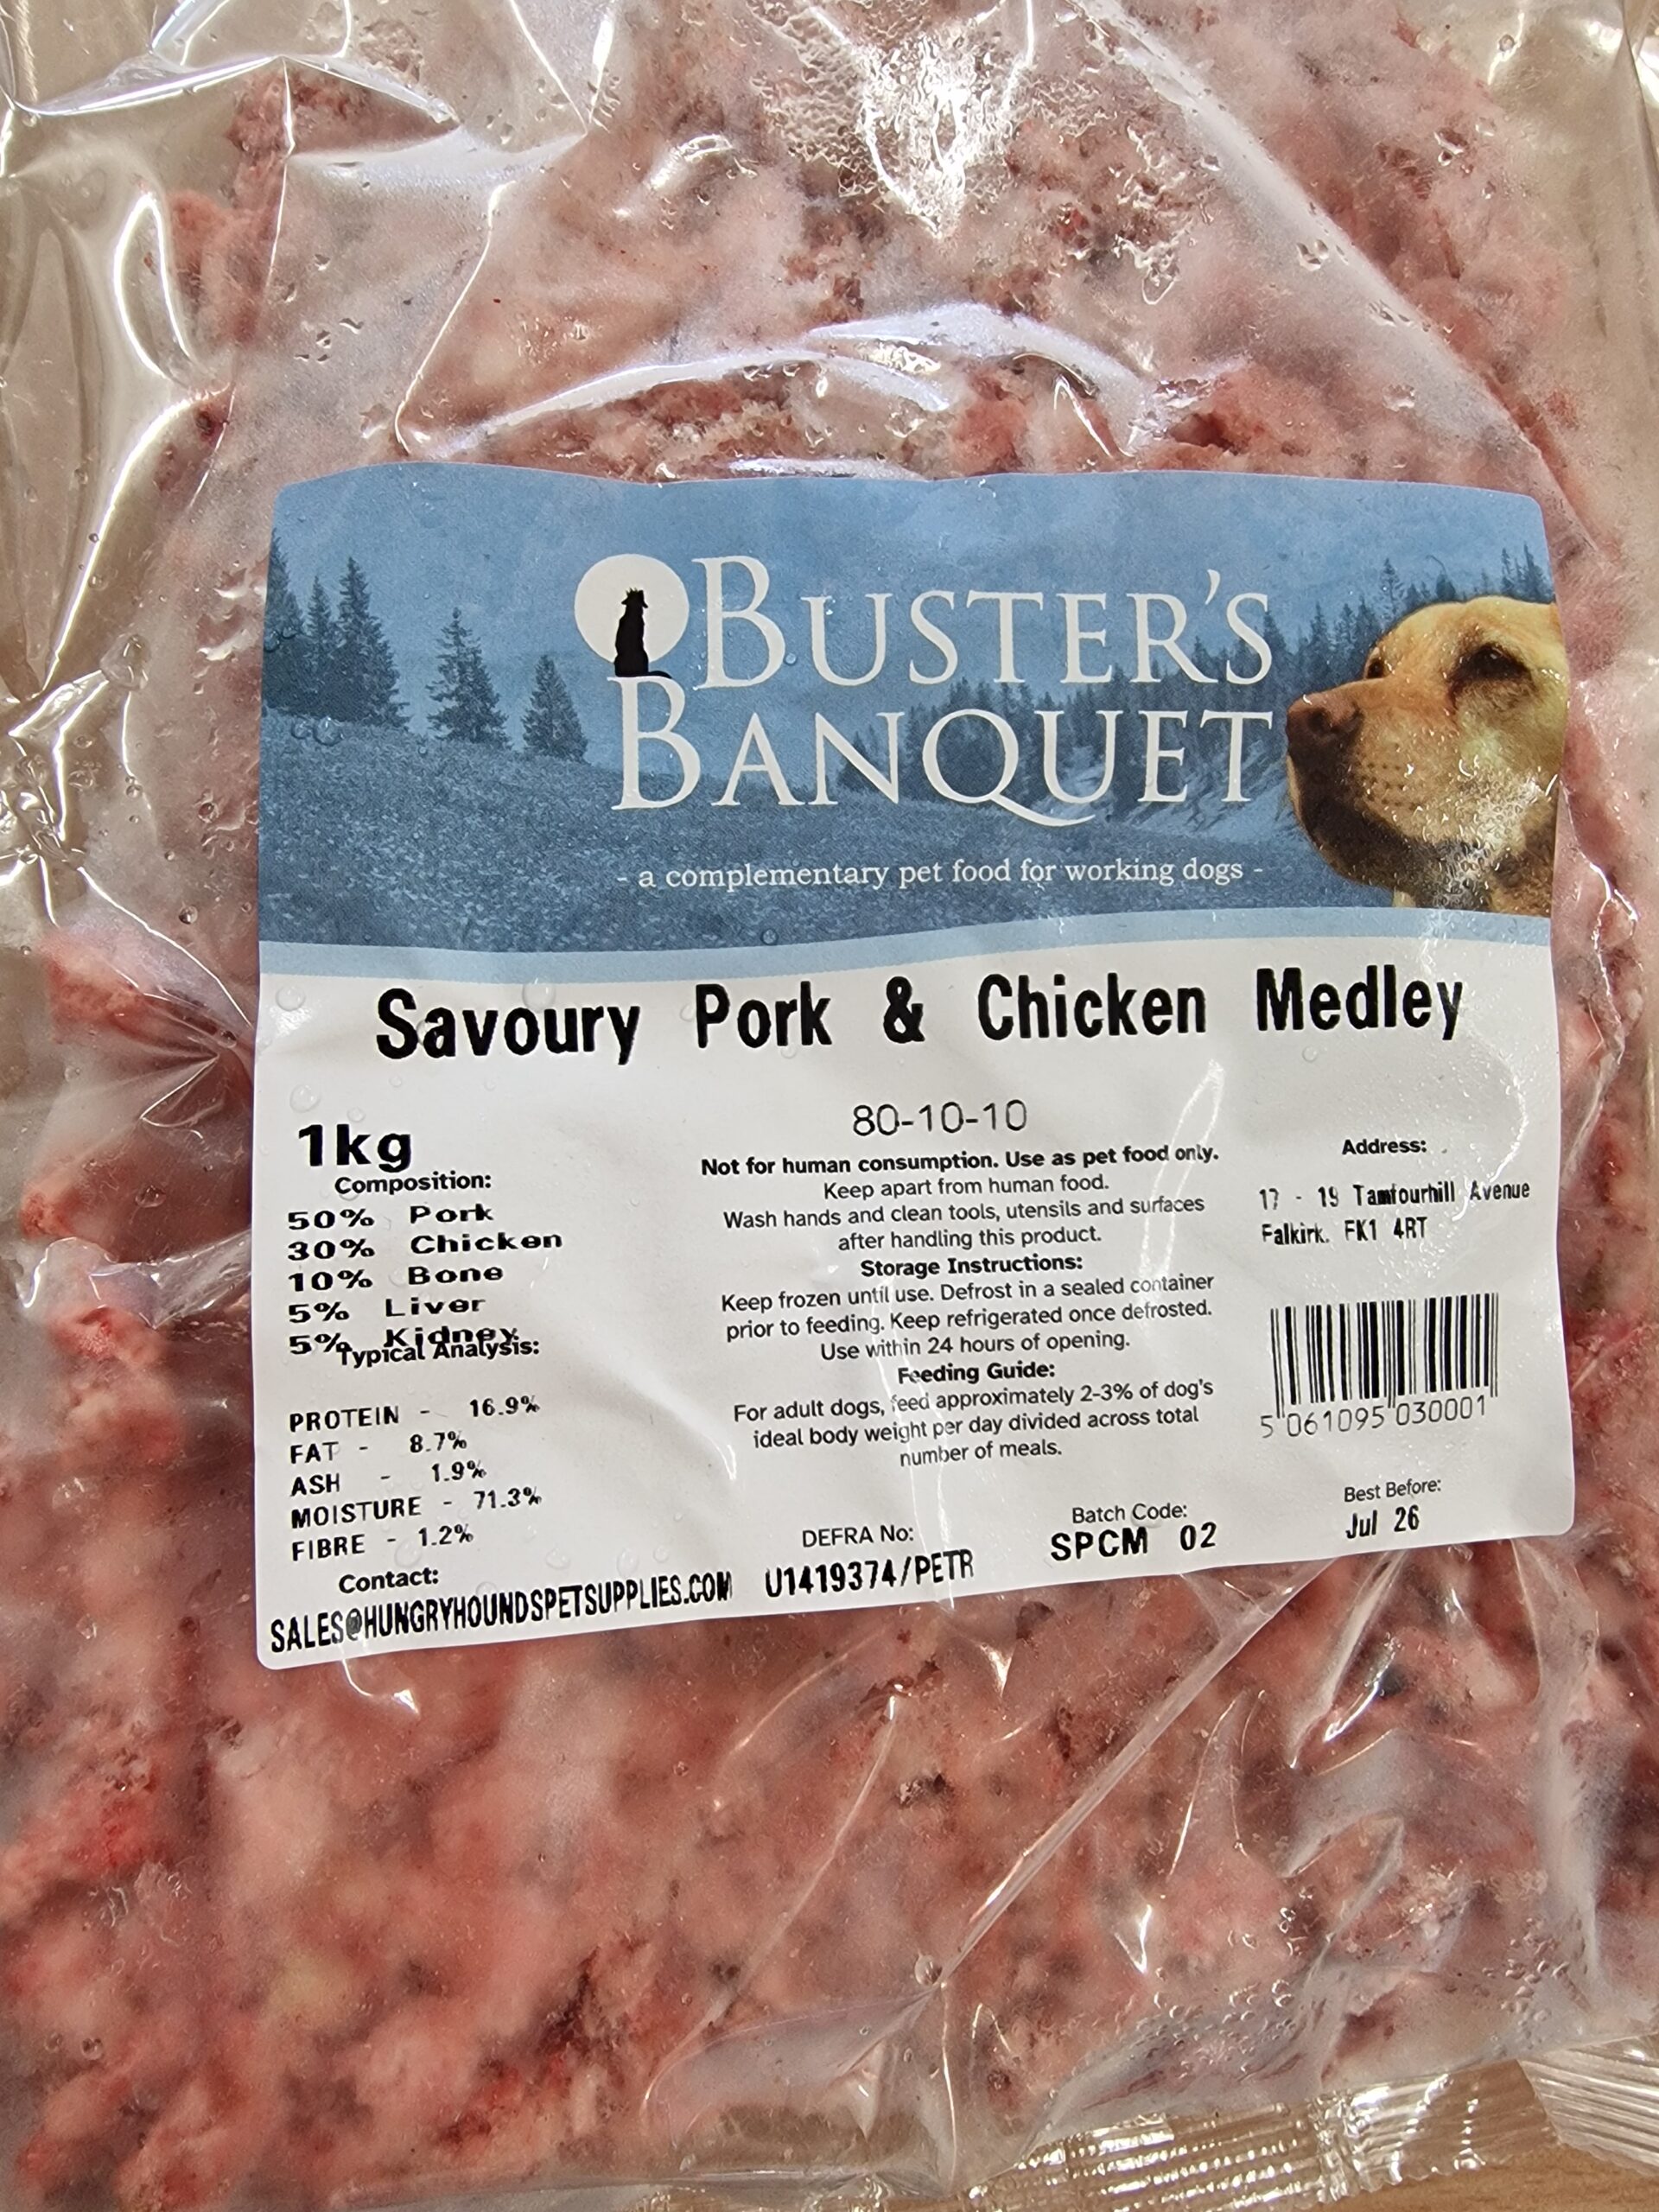 BUSTER'S
BANQUET
- a complementary pet food for working dogs -
Savoury Pork & Chicken Medley
1kg
Composition:
50% Pork
30% Chicken
10% Bone
5% Liver
5% Kidney
Typical Analysis:
PROTEIN - 16.9%
FAT - 8.7%
ASH - 1.9%
MOISTURE - 71.3%
FIBRE - 1.2%
Contact:
SALES@HUNGRYHOUNDSPETSUPPLIES.COM
80-10-10
Not for human consumption. Use as pet food only.
Keep apart from human food.
Wash hands and clean tools, utensils and surfaces
after handling this product.
Storage Instructions:
Keep frozen until use. Defrost in a sealed container
prior to feeding. Keep refrigerated once defrosted.
Use within 24 hours of opening.
Feeding Guide:
For adult dogs, feed approximately 2-3% of dog's
ideal body weight per day divided across total
number of meals.
DEFRA No:
U1419374/PETR
Batch Code:
SPCM 02
Address:
17 - 19 Tamfourhill Avenue
Falkirk. FK1 4RT
5 061095 030001
Best Before:
Jul 26